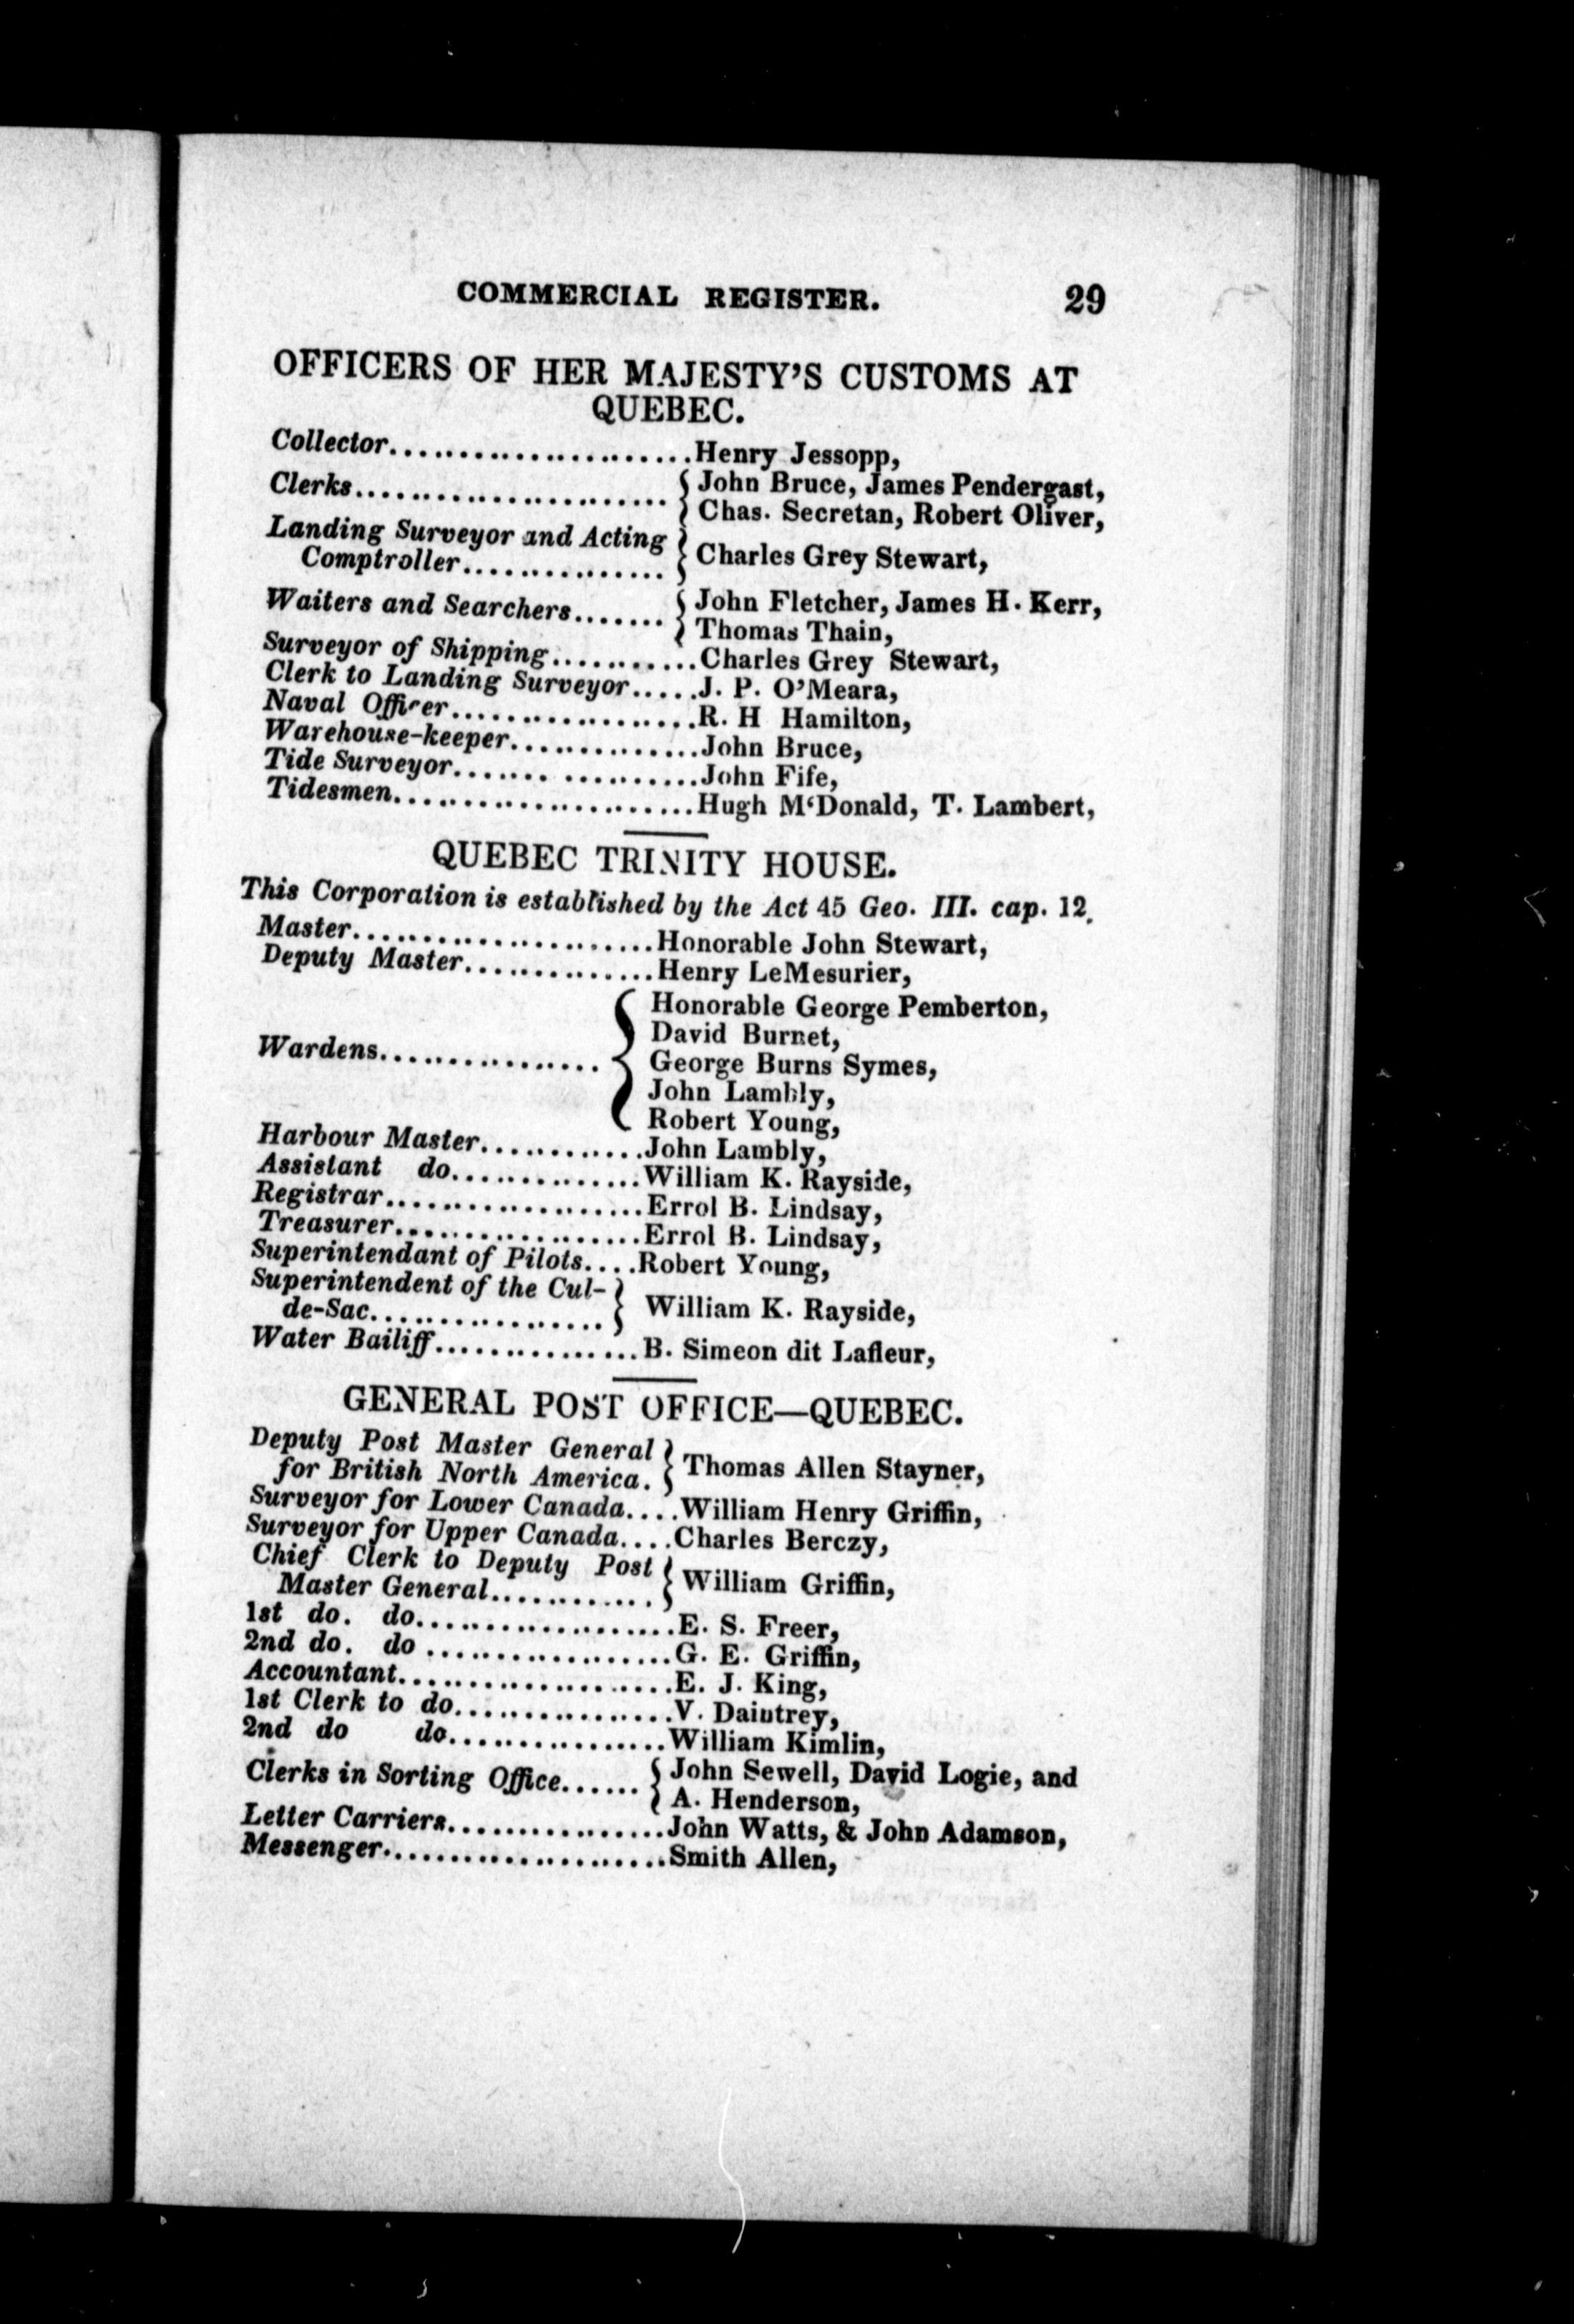 COMMERCIAL REGISTER. 29
OFFICERS OF HER MAJESTY'S CUSTOMS AT
QUEBEC.
Collector......................Henry Jessopp,
Clerks...................... { John Bruce, James Pendergast,
Chas. Secretan, Robert Oliver,
Landing Surveyor and Acting
Comptroller............... } Charles Grey Stewart,
Waiters and Searchers....... { John Fletcher, James H. Kerr,
Thomas Thain,
Surveyor of Shipping...........Charles Grey Stewart,
Clerk to Landing Surveyor.....J. P. O'Meara,
Naval Officer..................R. H Hamilton,
Warehouse-keeper..............John Bruce,
Tide Surveyor.................John Fife,
Tidesmen......................Hugh M‘Donald, T. Lambert,
QUEBEC TRINITY HOUSE.
This Corporation is established by the Act 45 Geo. III. cap. 12.
Master......................Honorable John Stewart,
Deputy Master..............Henry LeMesurier,
Honorable George Pemberton,
David Burnet,
Wardens................ { George Burns Symes,
John Lambly,
Robert Young,
Harbour Master............John Lambly,
Assistant do..............William K. Rayside,
Registrar...................Errol B. Lindsay,
Treasurer..................Errol B. Lindsay,
Superintendant of Pilots....Robert Young,
Superintendent of the Cul-
de-Sac................. } William K. Rayside,
Water Bailiff...............B. Simeon dit Lafleur,
GENERAL POST OFFICE—QUEBEC.
Deputy Post Master General
for British North America. } Thomas Allen Stayner,
Surveyor for Lower Canada....William Henry Griffin,
Surveyor for Upper Canada....Charles Berczy,
Chief Clerk to Deputy Post
Master General............ } William Griffin,
1st do. do...................E. S. Freer,
2nd do. do ..................G. E. Griffin,
Accountant....................E. J. King,
1st Clerk to do................V. Daintrey,
2nd do do................William Kimlin,
Clerks in Sorting Office...... { John Sewell, David Logie, and
A. Henderson,
Letter Carriers................John Watts, & John Adamson,
Messenger.....................Smith Allen,